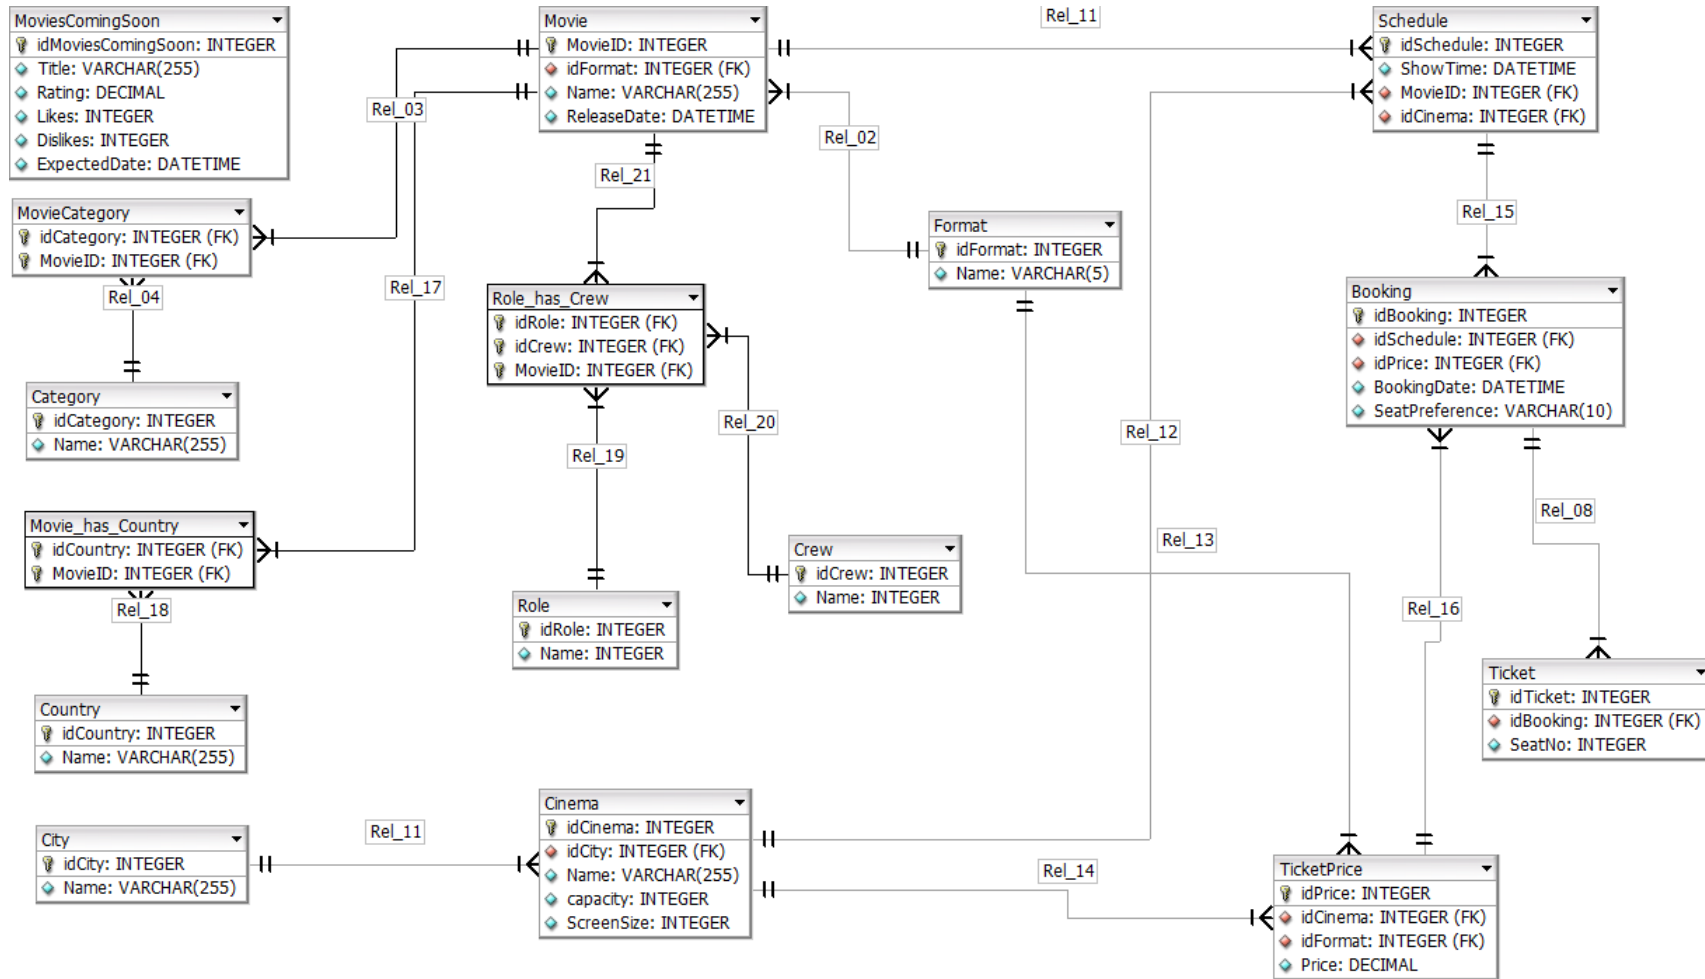 MoviesComingSoon
idMoviesComingSoon: INTEGER
Title: VARCHAR(255)
Rating: DECIMAL
Likes: INTEGER
Dislikes: INTEGER
ExpectedDate: DATETIME
Movie
MovieID: INTEGER
idFormat: INTEGER (FK)
Name: VARCHAR(255)
ReleaseDate: DATETIME
Rel_11
Schedule
idSchedule: INTEGER
ShowTime: DATETIME
MovieID: INTEGER (FK)
idCinema: INTEGER (FK)
Rel_03
Rel_02
Rel_21
Rel_15
MovieCategory
idCategory: INTEGER (FK)
MovieID: INTEGER (FK)
Format
idFormat: INTEGER
Name: VARCHAR(5)
Rel_04
Rel_17
Role_has_Crew
idRole: INTEGER (FK)
idCrew: INTEGER (FK)
MovieID: INTEGER (FK)
Booking
idBooking: INTEGER
idSchedule: INTEGER (FK)
idPrice: INTEGER (FK)
BookingDate: DATETIME
SeatPreference: VARCHAR(10)
Category
idCategory: INTEGER
Name: VARCHAR(255)
Rel_20
Rel_12
Rel_19
Rel_08
Movie_has_Country
idCountry: INTEGER (FK)
MovieID: INTEGER (FK)
Rel_13
Crew
idCrew: INTEGER
Name: INTEGER
Rel_18
Role
idRole: INTEGER
Name: INTEGER
Rel_16
Ticket
idTicket: INTEGER
idBooking: INTEGER (FK)
SeatNo: INTEGER
Country
idCountry: INTEGER
Name: VARCHAR(255)
City
idCity: INTEGER
Name: VARCHAR(255)
Rel_11
Cinema
idCinema: INTEGER
idCity: INTEGER (FK)
Name: VARCHAR(255)
capacity: INTEGER
ScreenSize: INTEGER
Rel_14
TicketPrice
idPrice: INTEGER
idCinema: INTEGER (FK)
idFormat: INTEGER (FK)
Price: DECIMAL